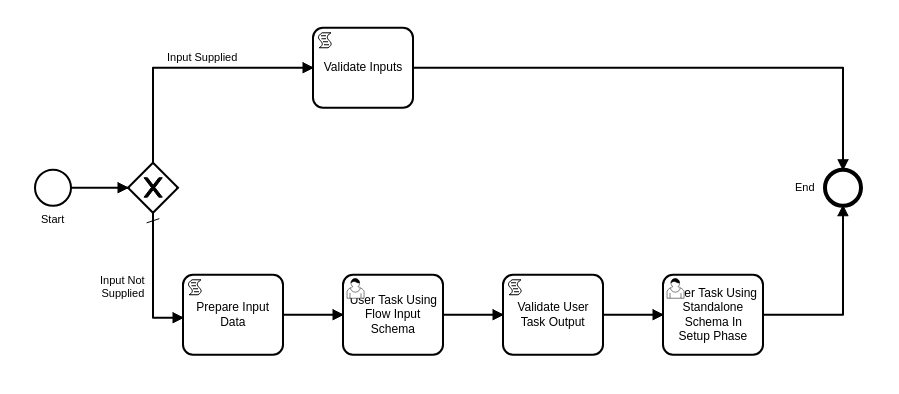 Input Supplied
Validate Inputs
Start
End
Input Not
Supplied
Prepare Input
Data
User Task Using
Flow Input
Schema
Validate User
Task Output
er Task Using
Standalone
Schema In
Setup Phase